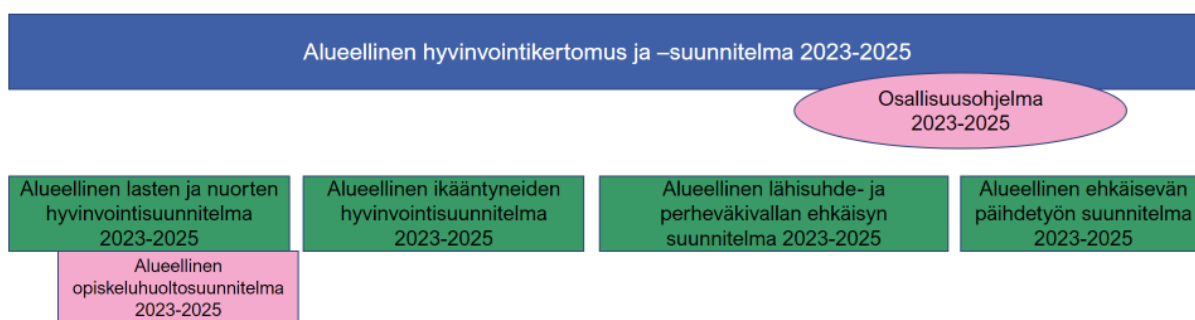 Alueellinen hyvinvointikertomus ja –suunnitelma 2023-2025
Osallisuusohjelma
2023-2025
Alueellinen lasten ja nuorten
hyvinvointisuunnitelma
2023-2025
Alueellinen
opiskeluhuoltosuunnitelma
2023-2025
Alueellinen ikääntyneiden
hyvinvointisuunnitelma
2023-2025
Alueellinen lähisuhde- ja
perheväkivallan ehkäisyn
suunnitelma 2023-2025
Alueellinen ehkäisevän
päihdetyön suunnitelma
2023-2025